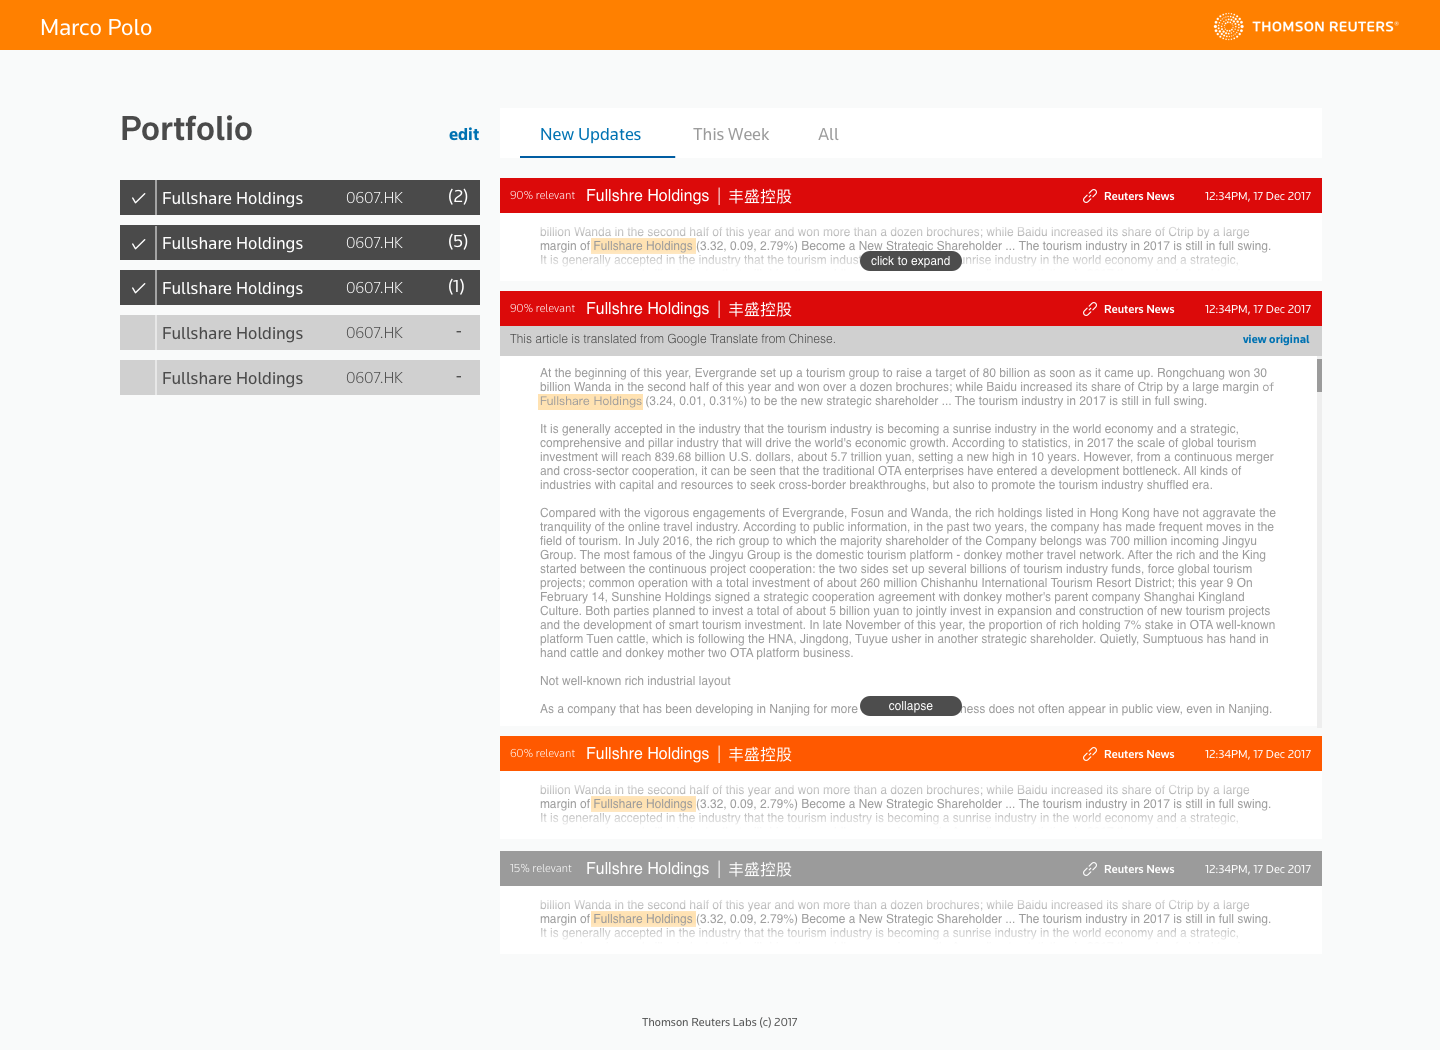 Marco Polo
THOMSON REUTERS®
Portfolio
edit
Fullshare Holdings 0607.HK (2)
Fullshare Holdings 0607.HK (5)
Fullshare Holdings 0607.HK (1)
Fullshare Holdings 0607.HK -
Fullshare Holdings 0607.HK -
New Updates This Week All
90% relevant Fullshre Holdings | 丰盛控股 Reuters News 12:34PM, 17 Dec 2017
billion Wanda in the second half of this year and won more than a dozen brochures; while Baidu increased its share of Ctrip by a large
margin of Fullshare Holdings (3.32, 0.09, 2.79%) Become a New Strategic Shareholder ... The tourism industry in 2017 is still in full swing.
It is generally accepted in the industry that the tourism indus unrise industry in the world economy and a strategic,
click to expand
90% relevant Fullshre Holdings | 丰盛控股 Reuters News 12:34PM, 17 Dec 2017
This article is translated from Google Translate from Chinese. view original
At the beginning of this year, Evergrande set up a tourism group to raise a target of 80 billion as soon as it came up. Rongchuang won 30
billion Wanda in the second half of this year and won over a dozen brochures; while Baidu increased its share of Ctrip by a large margin of
Fullshare Holdings (3.24, 0.01, 0.31%) to be the new strategic shareholder ... The tourism industry in 2017 is still in full swing.
It is generally accepted in the industry that the tourism industry is becoming a sunrise industry in the world economy and a strategic,
comprehensive and pillar industry that will drive the world's economic growth. According to statistics, in 2017 the scale of global tourism
investment will reach 839.68 billion U.S. dollars, about 5.7 trillion yuan, setting a new high in 10 years. However, from a continuous merger
and cross-sector cooperation, it can be seen that the traditional OTA enterprises have entered a development bottleneck. All kinds of
industries with capital and resources to seek cross-border breakthroughs, but also to promote the tourism industry shuffled era.
Compared with the vigorous engagements of Evergrande, Fosun and Wanda, the rich holdings listed in Hong Kong have not aggravate the
tranquility of the online travel industry. According to public information, in the past two years, the company has made frequent moves in the
field of tourism. In July 2016, the rich group to which the majority shareholder of the Company belongs was 700 million incoming Jingyu
Group. The most famous of the Jingyu Group is the domestic tourism platform - donkey mother travel network. After the rich and the King
started between the continuous project cooperation: the two sides set up several billions of tourism industry funds, force global tourism
projects; common operation with a total investment of about 260 million Chishanhu International Tourism Resort District; this year 9 On
February 14, Sunshine Holdings signed a strategic cooperation agreement with donkey mother's parent company Shanghai Kingland
Culture. Both parties planned to invest a total of about 5 billion yuan to jointly invest in expansion and construction of new tourism projects
and the development of smart tourism investment. In late November of this year, the proportion of rich holding 7% stake in OTA well-known
platform Tuen cattle, which is following the HNA, Jingdong, Tuyue usher in another strategic shareholder. Quietly, Sumptuous has hand in
hand cattle and donkey mother two OTA platform business.
Not well-known rich industrial layout
As a company that has been developing in Nanjing for more ness does not often appear in public view, even in Nanjing.
collapse
60% relevant Fullshre Holdings | 丰盛控股 Reuters News 12:34PM, 17 Dec 2017
billion Wanda in the second half of this year and won more than a dozen brochures; while Baidu increased its share of Ctrip by a large
margin of Fullshare Holdings (3.32, 0.09, 2.79%) Become a New Strategic Shareholder ... The tourism industry in 2017 is still in full swing.
It is generally accepted in the industry that the tourism industry is becoming a sunrise industry in the world economy and a strategic,
15% relevant Fullshre Holdings | 丰盛控股 Reuters News 12:34PM, 17 Dec 2017
billion Wanda in the second half of this year and won more than a dozen brochures; while Baidu increased its share of Ctrip by a large
margin of Fullshare Holdings (3.32, 0.09, 2.79%) Become a New Strategic Shareholder ... The tourism industry in 2017 is still in full swing.
It is generally accepted in the industry that the tourism industry is becoming a sunrise industry in the world economy and a strategic,
Thomson Reuters Labs (c) 2017